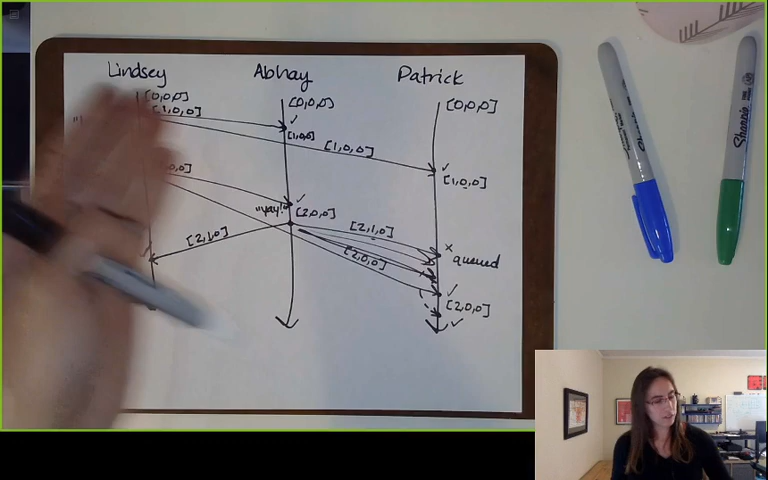 Lindsey Abhay Patrick
[0,0,0] [0,0,0] [0,0,0]
[1,0,0]
[1,0,0] [1,0,0]
[1,0,0]
"yay!" [2,0,0]
[2,1,0] [2,1,0]
queued
[2,0,0]
[2,0,0]
Sharpie
Sharpie